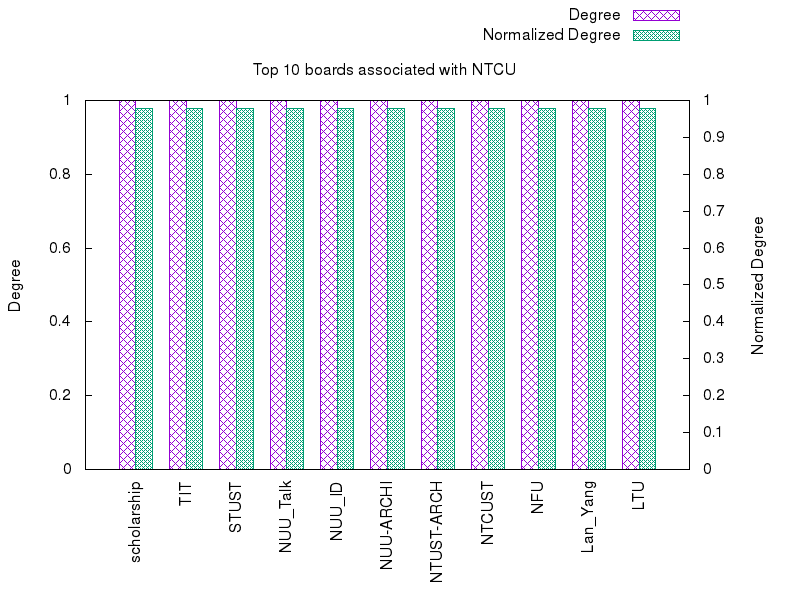 Degree
Normalized Degree
Top 10 boards associated with NTCU
1
0.8
0.6
0.4
0.2
0
1
0.9
0.8
0.7
0.6
0.5
0.4
0.3
0.2
0.1
0
Degree
Normalized Degree
scholarship
TIT
STUST
NUU_Talk
NUU_ID
NUU-ARCHI
NTUST-ARCH
NTCUST
NFU
Lan_Yang
LTU